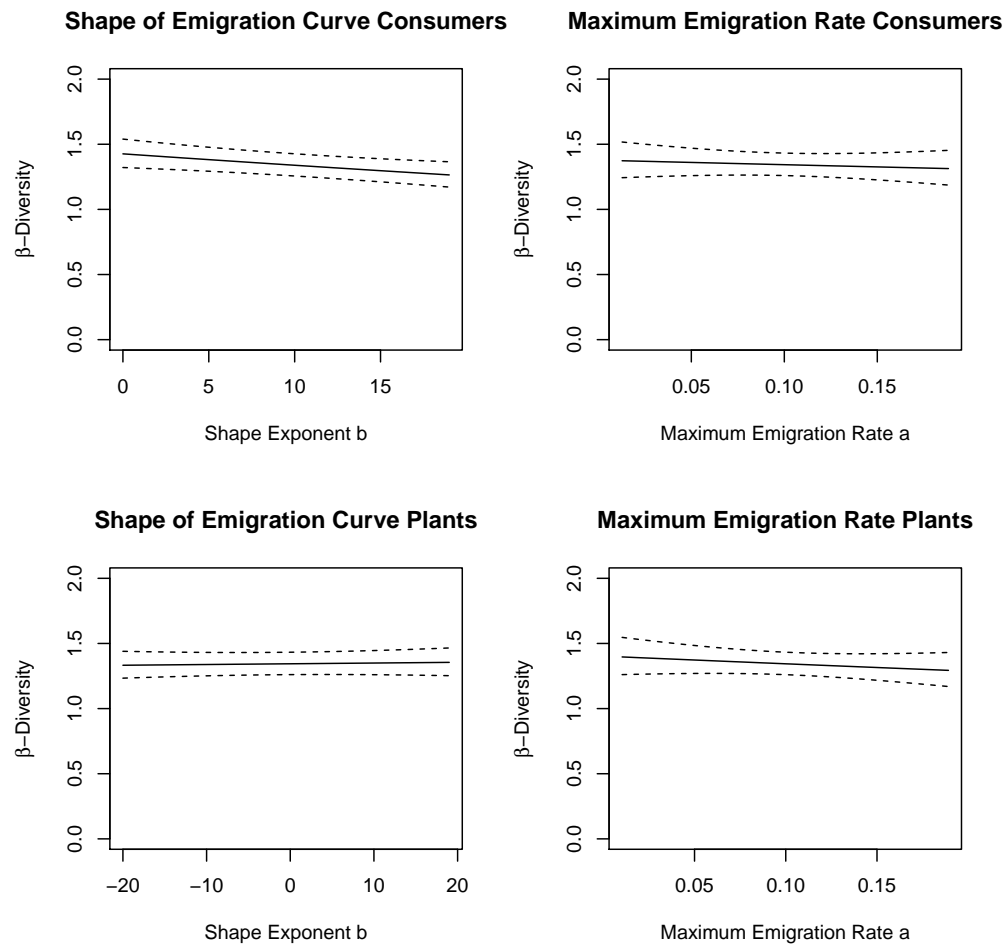 Shape of Emigration Curve Consumers
2.0
1.5
1.0
0.5
0.0
β−Diversity
0 5 10 15
Shape Exponent b
Maximum Emigration Rate Consumers
2.0
1.5
1.0
0.5
0.0
β−Diversity
0.05 0.10 0.15
Maximum Emigration Rate a
Shape of Emigration Curve Plants
2.0
1.5
1.0
0.5
0.0
β−Diversity
−20 −10 0 10 20
Shape Exponent b
Maximum Emigration Rate Plants
2.0
1.5
1.0
0.5
0.0
β−Diversity
0.05 0.10 0.15
Maximum Emigration Rate a